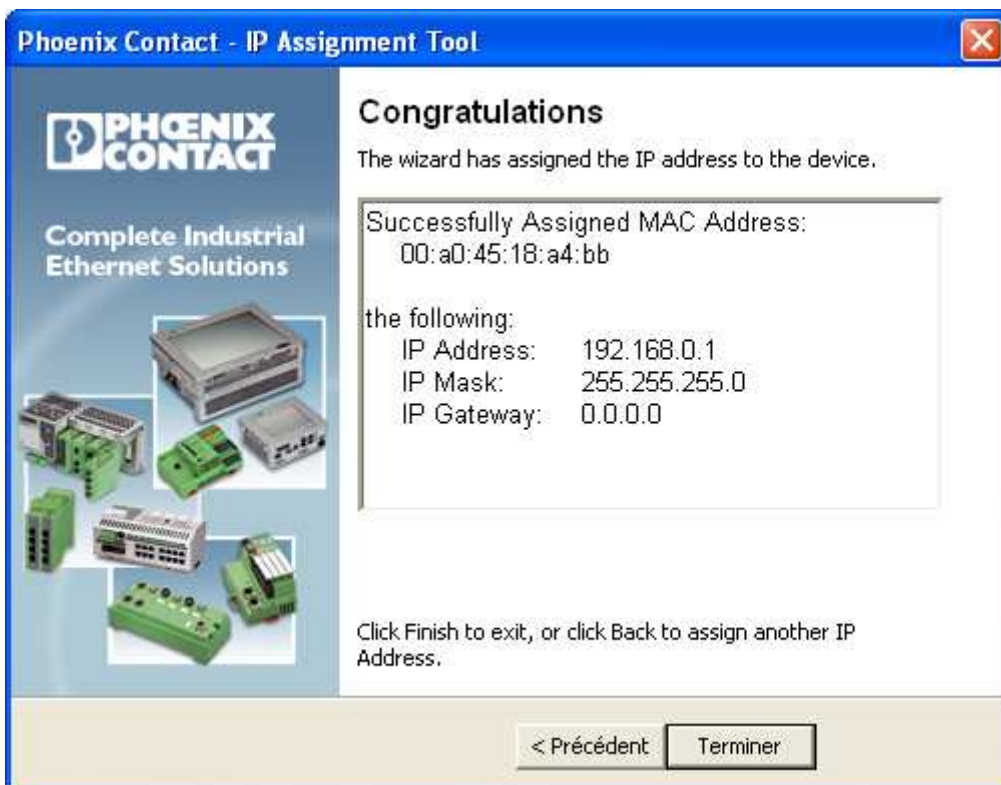 Phoenix Contact - IP Assignment Tool
PHŒNIX
CONTACT
Complete Industrial
Ethernet Solutions
Congratulations
The wizard has assigned the IP address to the device.
Successfully Assigned MAC Address:
00:a0:45:18:a4:bb
the following:
IP Address: 192.168.0.1
IP Mask: 255.255.255.0
IP Gateway: 0.0.0.0
Click Finish to exit, or click Back to assign another IP
Address.
< Précédent
Terminer